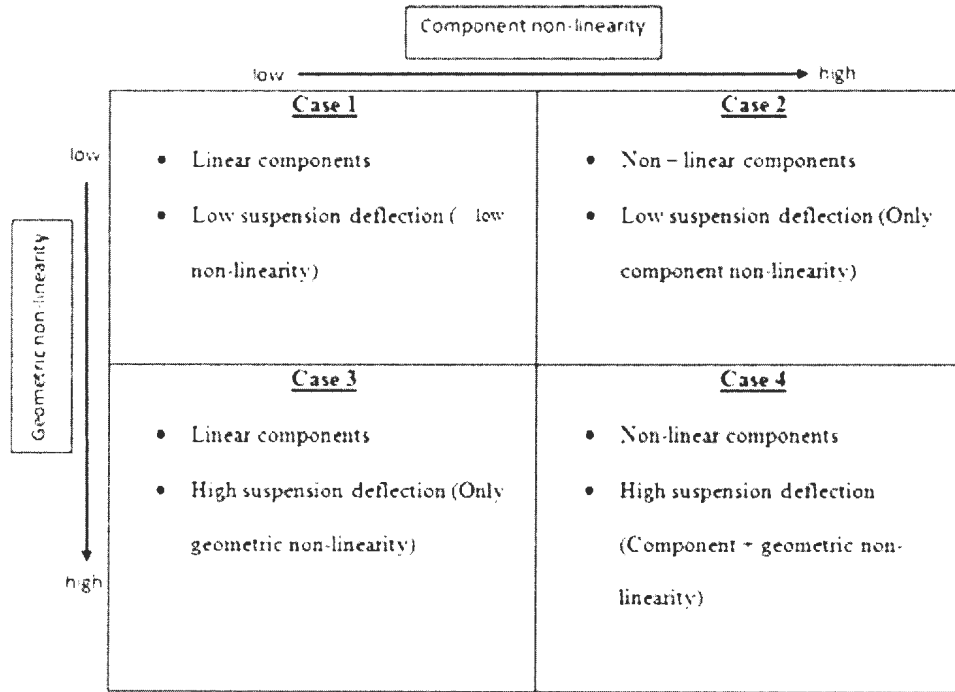 Component non-linearity
low
high
Case 1
Case 2
low
• Linear components
• Non – linear components
• Low suspension deflection ( low
• Low suspension deflection (Only
non-linearity)
component non-linearity)
Geometric non-linearity
Case 3
Case 4
• Linear components
• Non-linear components
• High suspension deflection (Only
• High suspension deflection
geometric non-linearity)
(Component + geometric non-
high
linearity)